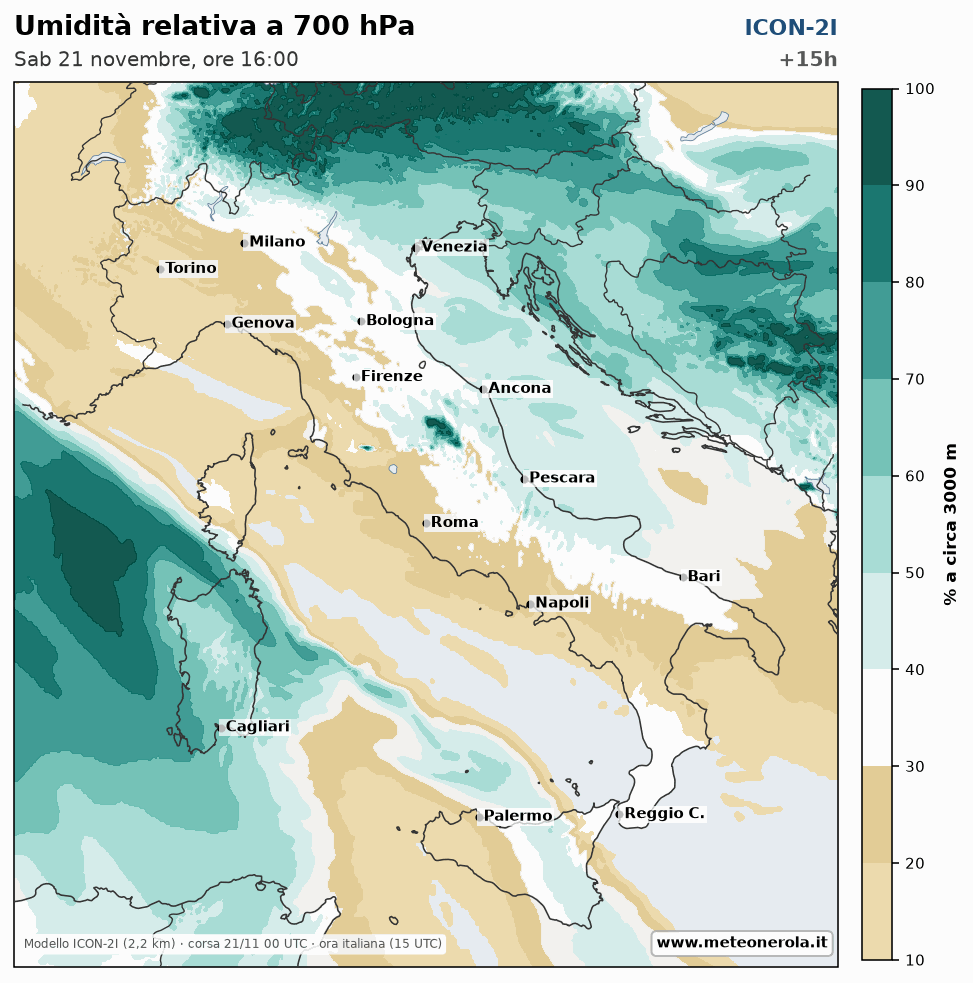 Umidità relativa a 700 hPa
ICON-2I
Sab 21 novembre, ore 16:00
+15h
Milano
Venezia
Torino
Genova
Bologna
Firenze
Ancona
Pescara
Roma
Bari
Napoli
Cagliari
Palermo
Reggio C.
100
90
80
70
60
50
40
30
20
10
% a circa 3000 m
Modello ICON-2I (2,2 km) · corsa 21/11 00 UTC · ora italiana (15 UTC)
www.meteonerola.it